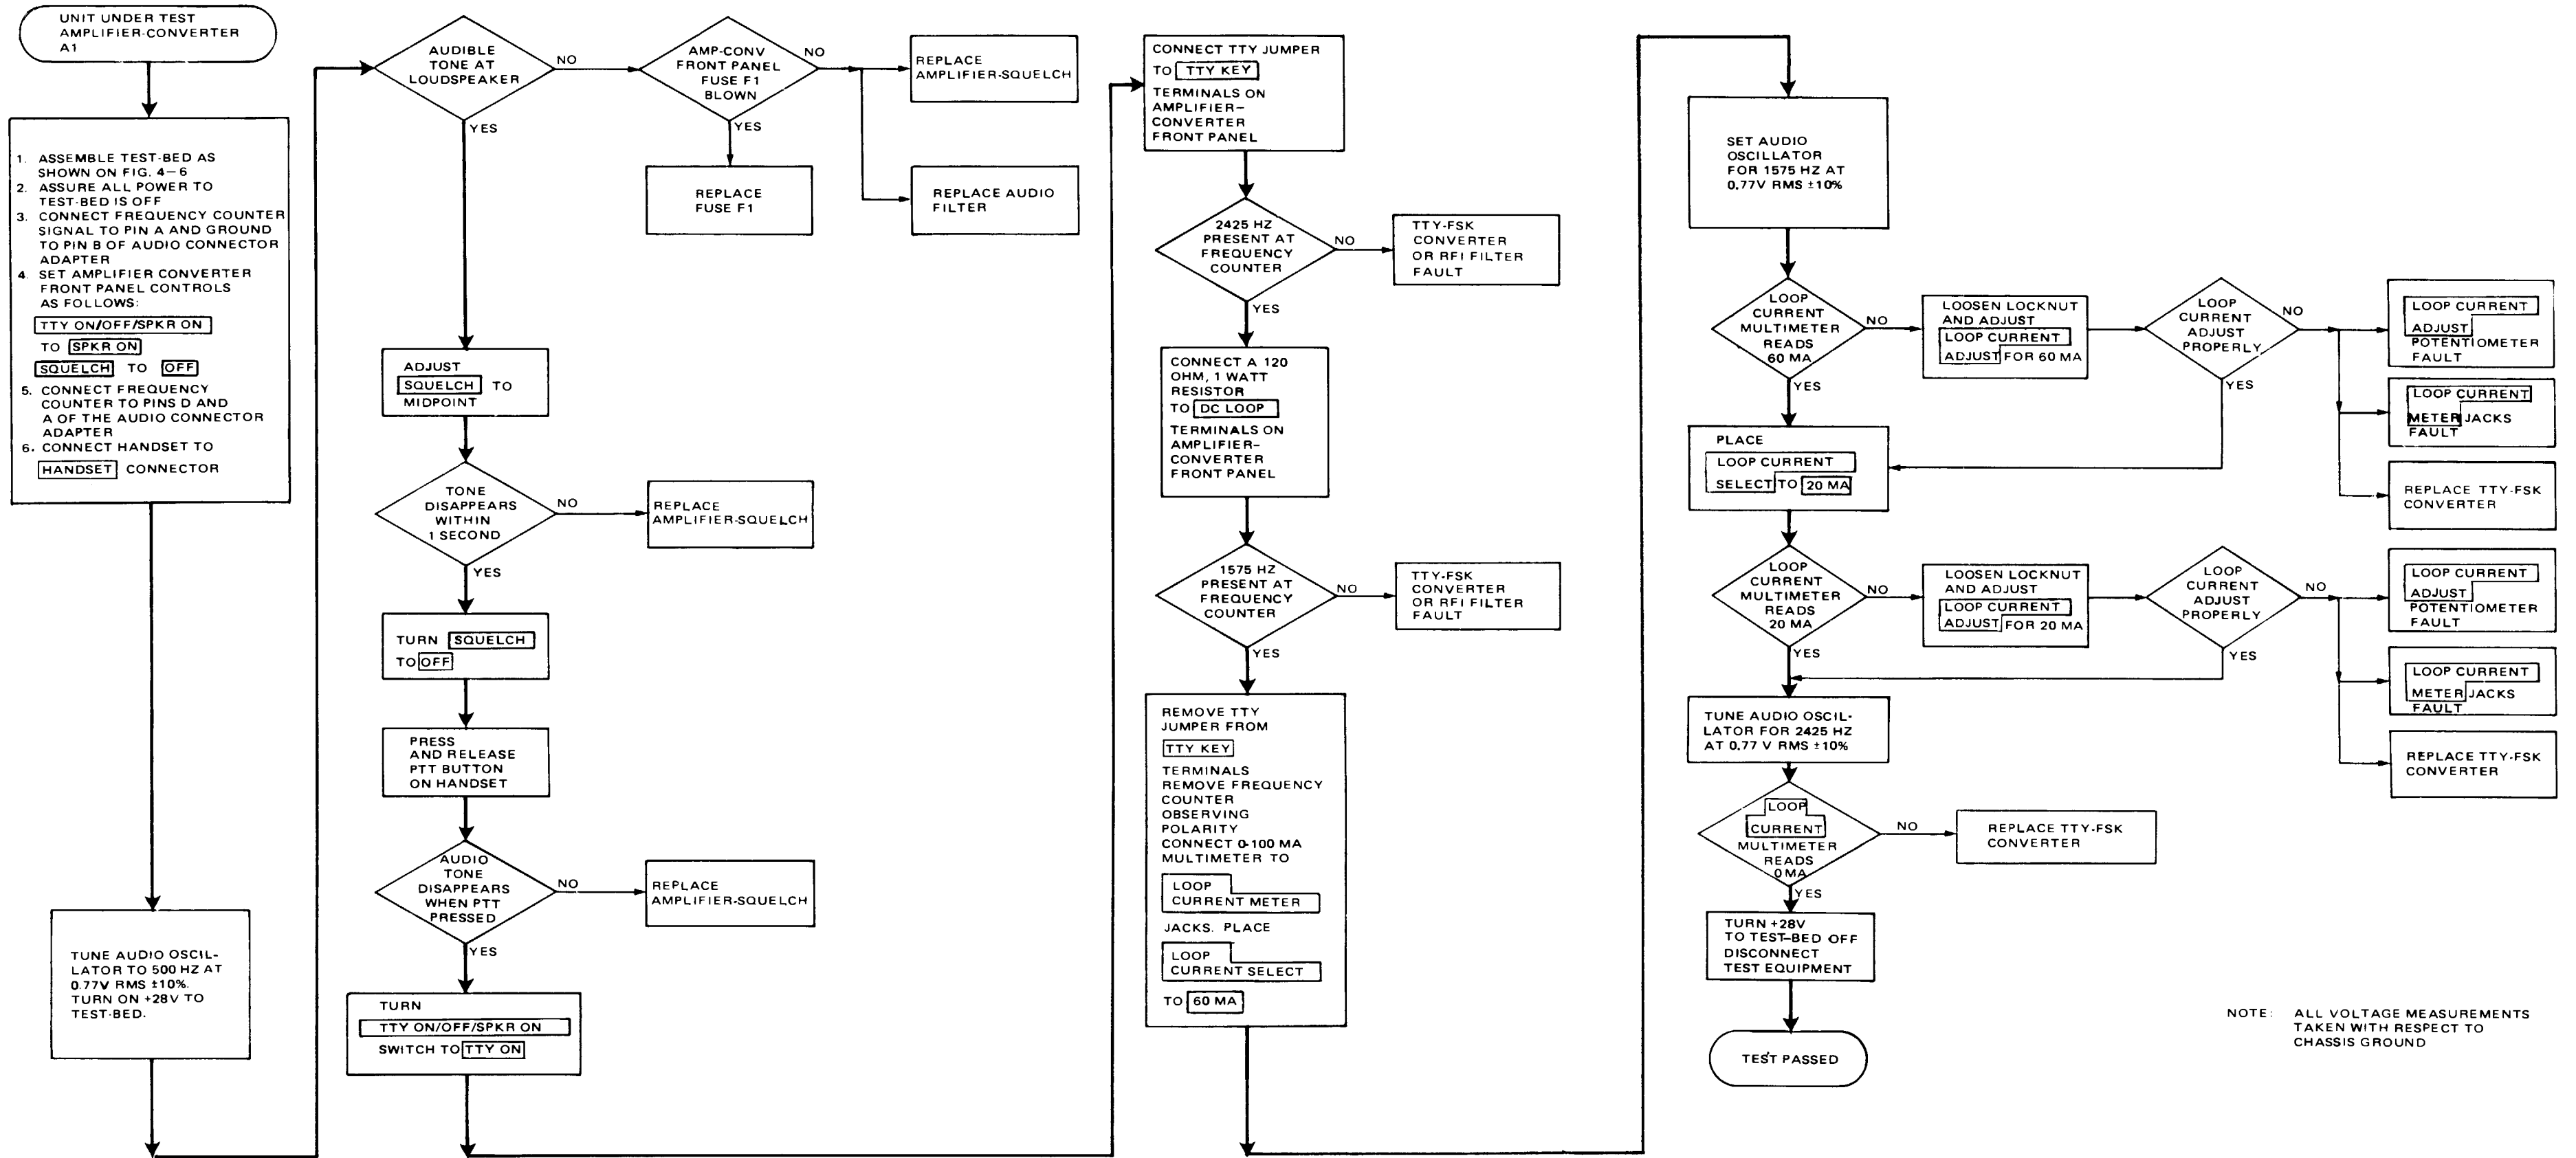 UNIT UNDER TEST
AMPLIFIER-CONVERTER
A1
1. ASSEMBLE TEST-BED AS
SHOWN ON FIG. 4-6
2. ASSURE ALL POWER TO
TEST-BED IS OFF
3. CONNECT FREQUENCY COUNTER
SIGNAL TO PIN A AND GROUND
TO PIN B OF AUDIO CONNECTOR
ADAPTER
4. SET AMPLIFIER CONVERTER
FRONT PANEL CONTROLS
AS FOLLOWS:
TTY ON/OFF/SPKR ON
TO SPKR ON
SQUELCH TO OFF
5. CONNECT FREQUENCY
COUNTER TO PINS D AND
A OF THE AUDIO CONNECTOR
ADAPTER
6. CONNECT HANDSET TO
HANDSET CONNECTOR
TUNE AUDIO OSCIL-
LATOR TO 500 HZ AT
0.77V RMS ±10%.
TURN ON +28V TO
TEST-BED.
AUDIBLE
TONE AT
LOUDSPEAKER
NO
YES
AMP-CONV
FRONT PANEL
FUSE F1
BLOWN
NO
YES
REPLACE
AMPLIFIER-SQUELCH
REPLACE
FUSE F1
REPLACE AUDIO
FILTER
ADJUST
SQUELCH TO
MIDPOINT
TONE
DISAPPEARS
WITHIN
1 SECOND
NO
YES
REPLACE
AMPLIFIER-SQUELCH
TURN SQUELCH
TO OFF
PRESS
AND RELEASE
PTT BUTTON
ON HANDSET
AUDIO
TONE
DISAPPEARS
WHEN PTT
PRESSED
NO
YES
REPLACE
AMPLIFIER-SQUELCH
TURN
TTY ON/OFF/SPKR ON
SWITCH TO TTY ON
CONNECT TTY JUMPER
TO TTY KEY
TERMINALS ON
AMPLIFIER-
CONVERTER
FRONT PANEL
2425 HZ
PRESENT AT
FREQUENCY
COUNTER
NO
YES
TTY-FSK
CONVERTER
OR RFI FILTER
FAULT
CONNECT A 120
OHM, 1 WATT
RESISTOR
TO DC LOOP
TERMINALS ON
AMPLIFIER-
CONVERTER
FRONT PANEL
1575 HZ
PRESENT AT
FREQUENCY
COUNTER
NO
YES
TTY-FSK
CONVERTER
OR RFI FILTER
FAULT
REMOVE TTY
JUMPER FROM
TTY KEY
TERMINALS
REMOVE FREQUENCY
COUNTER
OBSERVING
POLARITY
CONNECT 0-100 MA
MULTIMETER TO
LOOP
CURRENT METER
JACKS. PLACE
LOOP
CURRENT SELECT
TO 60 MA
SET AUDIO
OSCILLATOR
FOR 1575 HZ AT
0.77V RMS ±10%
LOOP
CURRENT
MULTIMETER
READS
60 MA
NO
YES
LOOSEN LOCKNUT
AND ADJUST
LOOP CURRENT
ADJUST FOR 60 MA
LOOP
CURRENT
ADJUST
PROPERLY
NO
YES
LOOP CURRENT
ADJUST
POTENTIOMETER
FAULT
LOOP CURRENT
METER JACKS
FAULT
REPLACE TTY-FSK
CONVERTER
PLACE
LOOP CURRENT
SELECT TO 20 MA
LOOP
CURRENT
MULTIMETER
READS
20 MA
NO
YES
LOOSEN LOCKNUT
AND ADJUST
LOOP CURRENT
ADJUST FOR 20 MA
LOOP
CURRENT
ADJUST
PROPERLY
NO
YES
LOOP CURRENT
ADJUST
POTENTIOMETER
FAULT
LOOP CURRENT
METER JACKS
FAULT
REPLACE TTY-FSK
CONVERTER
TUNE AUDIO OSCIL-
LATOR FOR 2425 HZ
AT 0.77 V RMS ±10%
LOOP
CURRENT
MULTIMETER
READS
0 MA
NO
YES
REPLACE TTY-FSK
CONVERTER
TURN +28V
TO TEST-BED OFF
DISCONNECT
TEST EQUIPMENT
TEST PASSED
NOTE: ALL VOLTAGE MEASUREMENTS
TAKEN WITH RESPECT TO
CHASSIS GROUND